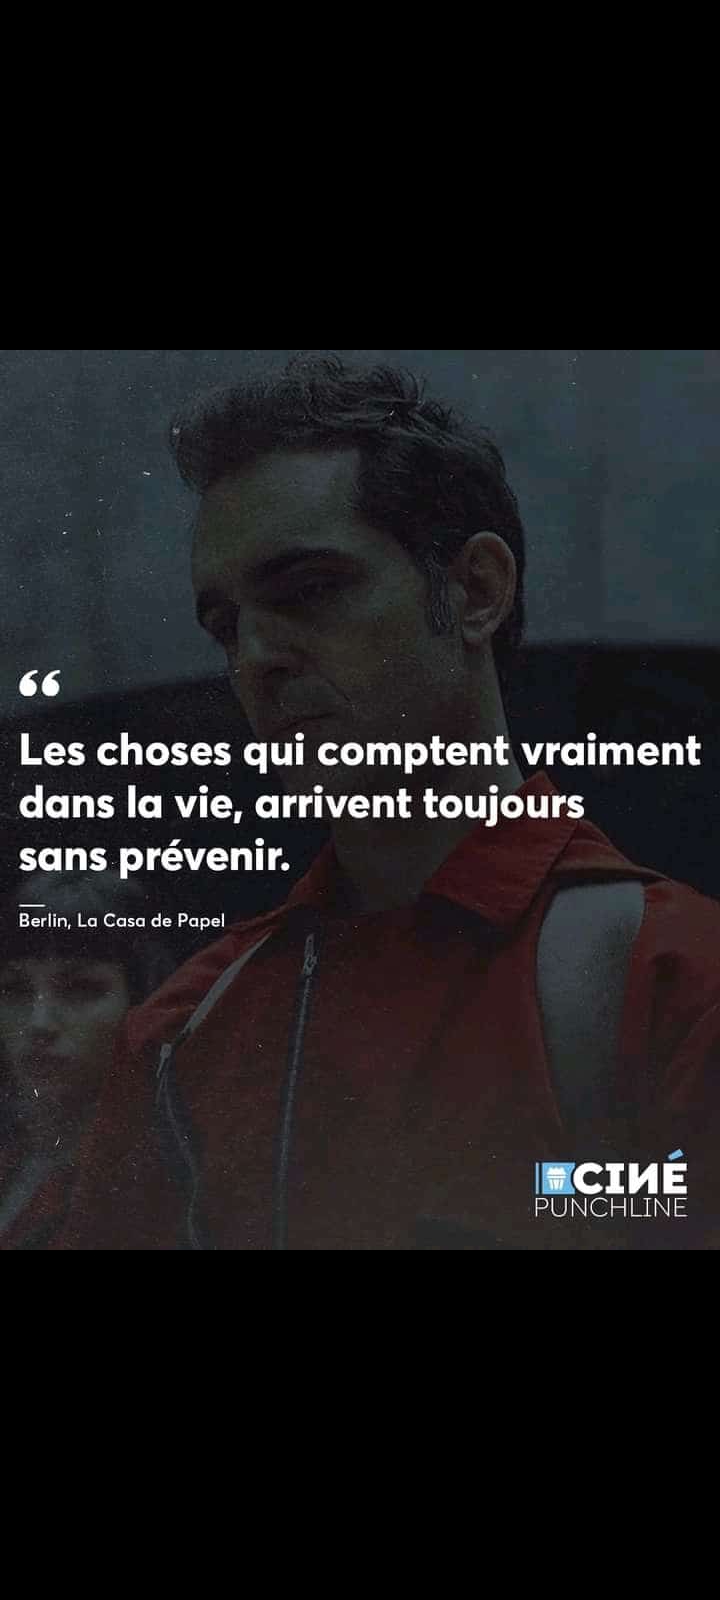 “
Les choses qui comptent vraiment
dans la vie, arrivent toujours
sans prévenir.
Berlin, La Casa de Papel
CINÉ
PUNCHLINE